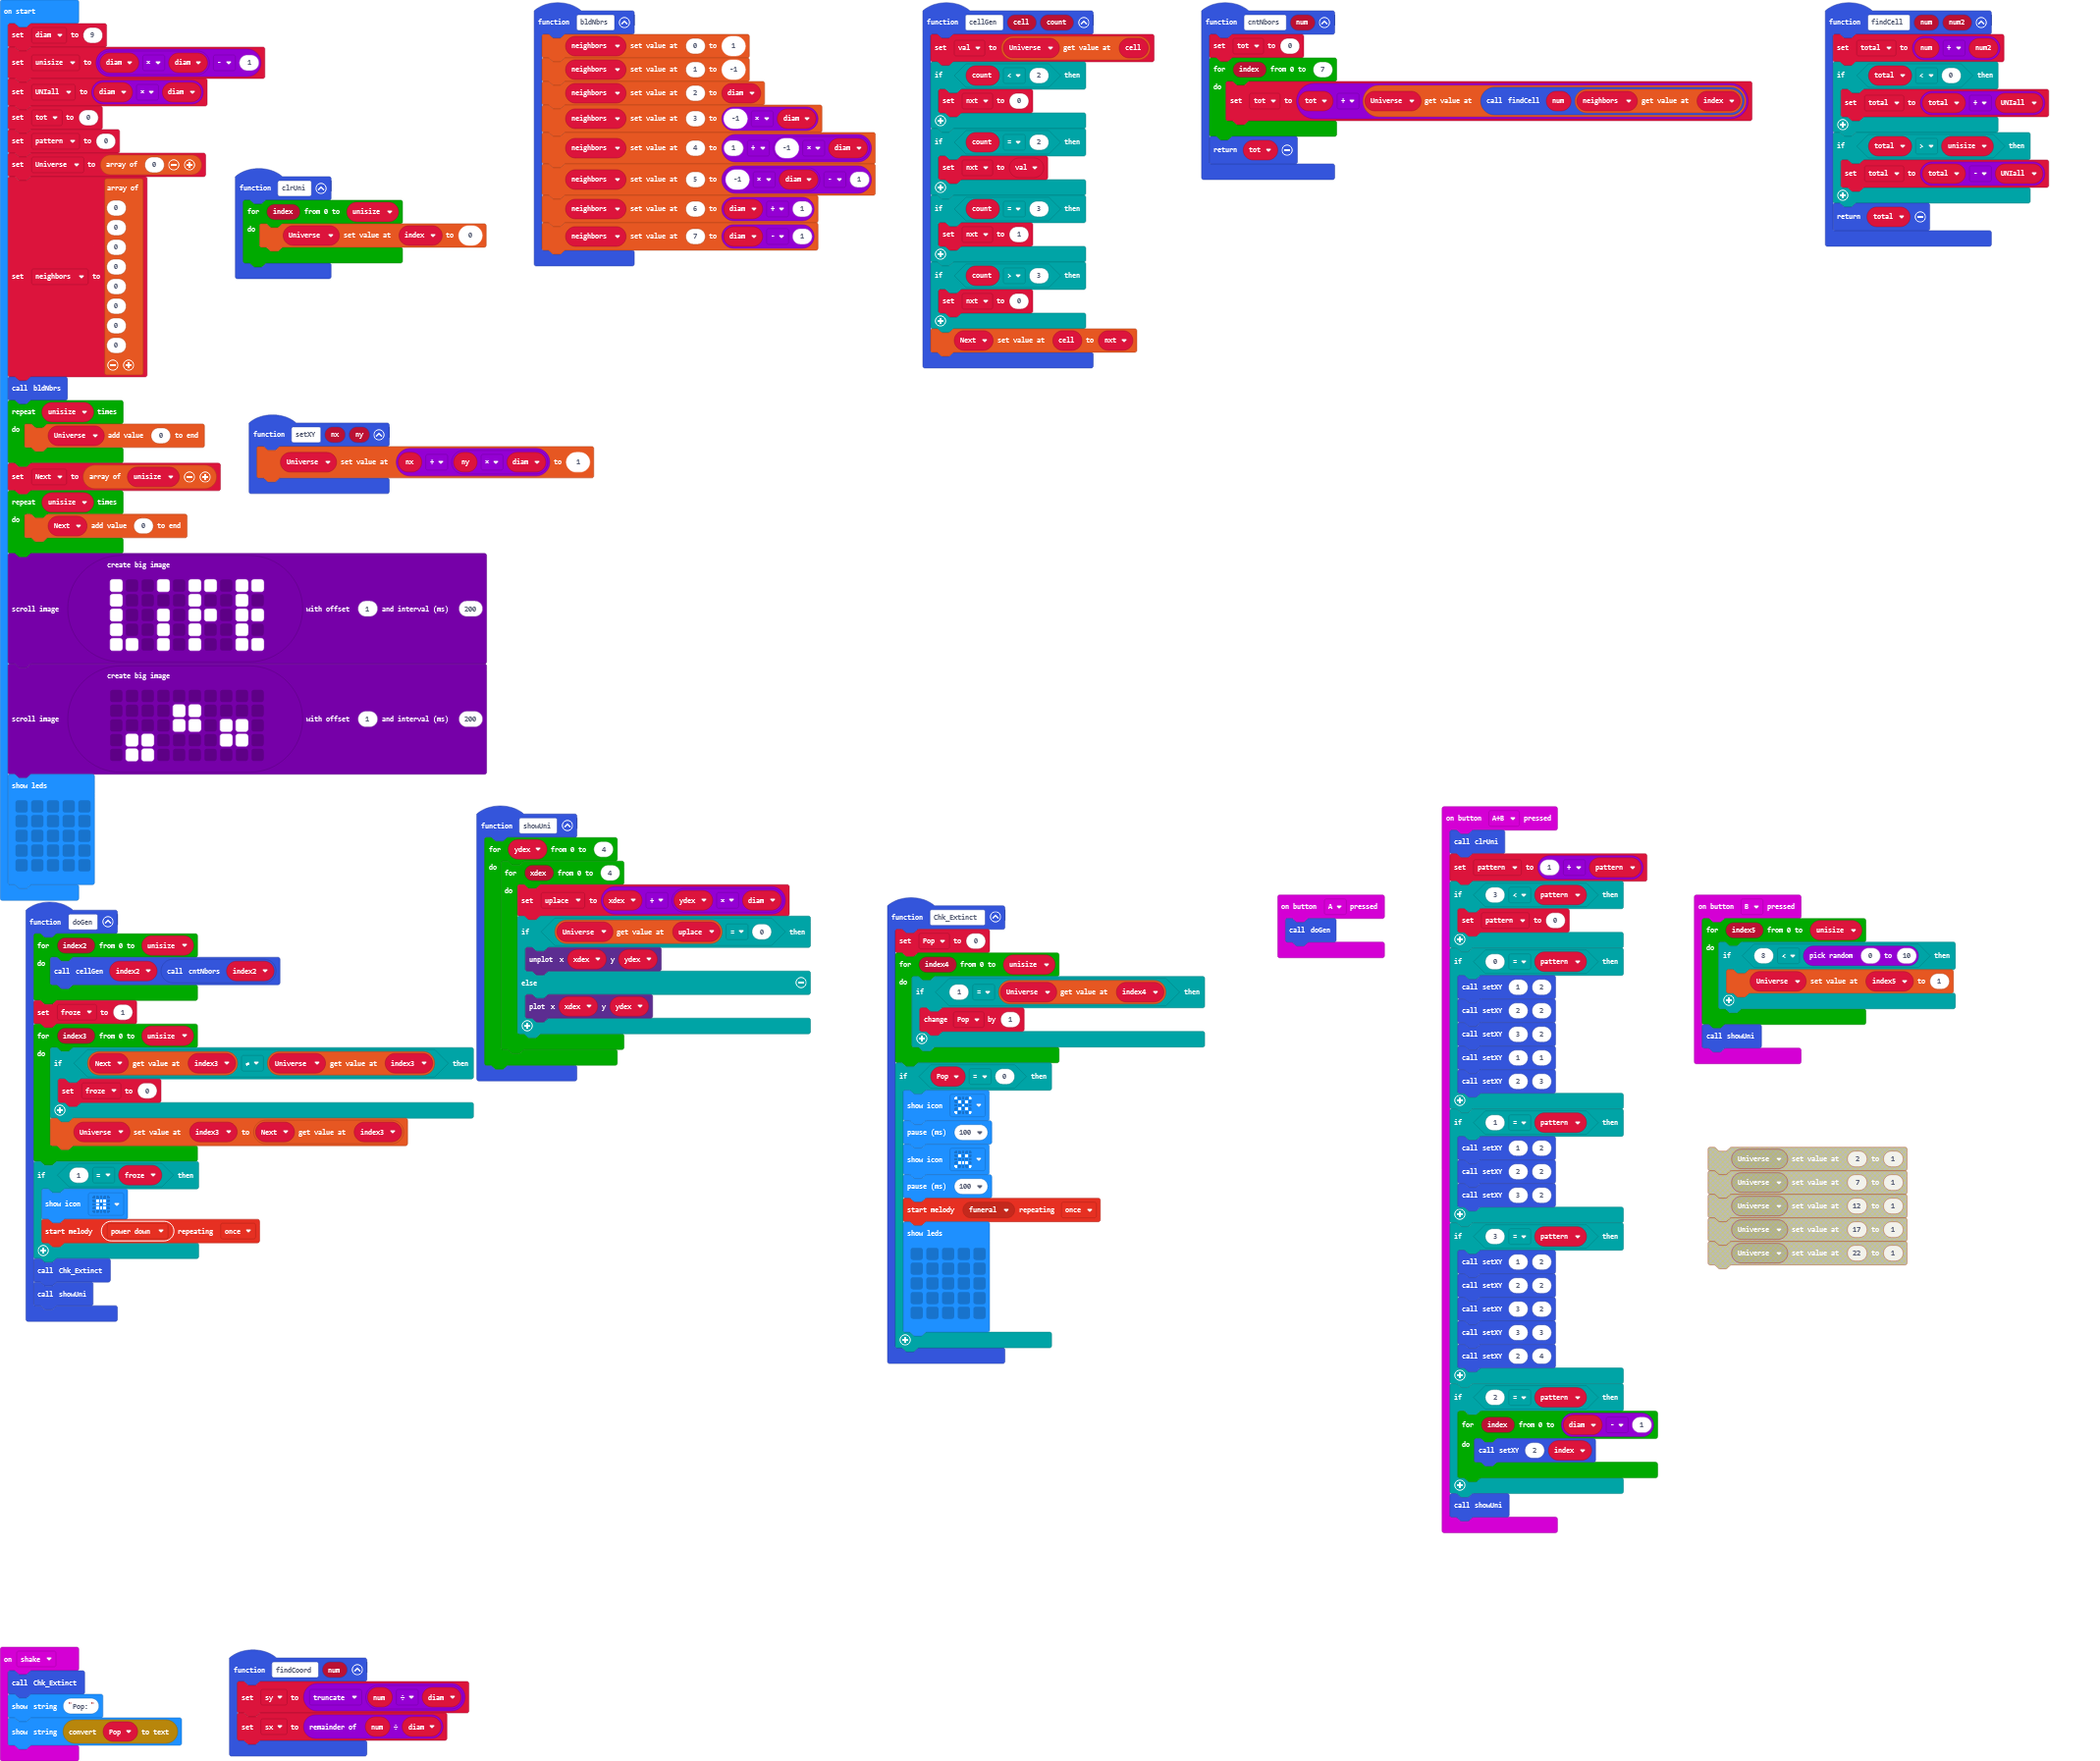 on start
set diam to 9
set unisize to diam × diam - 1
set UNIall to diam × diam
set tot to 0
set pattern to 0
set Universe to array of 0
set neighbors to array of 0 0 0 0 0 0 0 0
call bldNbrs
repeat unisize times
do Universe add value 0 to end
set Next to array of unisize
repeat unisize times
do Next add value 0 to end
create big image
scroll image with offset 1 and interval (ms) 200
create big image
scroll image with offset 1 and interval (ms) 200
show leds
function clrUni
for index from 0 to unisize
do Universe set value at index to 0
function setXY nx ny
Universe set value at nx + ny × diam to 1
function bldNbrs
neighbors set value at 0 to 1
neighbors set value at 1 to -1
neighbors set value at 2 to diam
neighbors set value at 3 to -1 × diam
neighbors set value at 4 to 1 + -1 × diam
neighbors set value at 5 to -1 × diam - 1
neighbors set value at 6 to diam + 1
neighbors set value at 7 to diam - 1
function cellGen cell count
set val to Universe get value at cell
if count < 2 then
set nxt to 0
if count = 2 then
set nxt to val
if count = 3 then
set nxt to 1
if count > 3 then
set nxt to 0
Next set value at cell to nxt
function cntNbors num
set tot to 0
for index from 0 to 7
do set tot to tot + Universe get value at call findCell num neighbors get value at index
return tot
function findCell num num2
set total to num + num2
if total < 0 then
set total to total + UNIall
if total > unisize then
set total to total - UNIall
return total
function doGen
for index2 from 0 to unisize
do call cellGen index2 call cntNbors index2
set froze to 1
for index3 from 0 to unisize
do if Next get value at index3 ≠ Universe get value at index3 then
set froze to 0
Universe set value at index3 to Next get value at index3
if 1 = froze then
show icon
start melody power down repeating once
call Chk_Extinct
call showUni
function showUni
for ydex from 0 to 4
do for xdex from 0 to 4
do set uplace to xdex + ydex × diam
if Universe get value at uplace = 0 then
unplot x xdex y ydex
else
plot x xdex y ydex
function Chk_Extinct
set Pop to 0
for index4 from 0 to unisize
do if 1 = Universe get value at index4 then
change Pop by 1
if Pop = 0 then
show icon
pause (ms) 100
show icon
pause (ms) 100
start melody funeral repeating once
show leds
on button A pressed
call doGen
on button A+B pressed
call clrUni
set pattern to 1 + pattern
if 3 < pattern then
set pattern to 0
if 0 = pattern then
call setXY 1 2
call setXY 2 2
call setXY 3 2
call setXY 1 1
call setXY 2 3
if 1 = pattern then
call setXY 1 2
call setXY 2 2
call setXY 3 2
if 3 = pattern then
call setXY 1 2
call setXY 2 2
call setXY 3 2
call setXY 3 3
call setXY 2 4
if 2 = pattern then
for index from 0 to diam - 1
do call setXY 2 index
call showUni
on button B pressed
for index5 from 0 to unisize
do if 8 < pick random 0 to 10 then
Universe set value at index5 to 1
call showUni
Universe set value at 2 to 1
Universe set value at 7 to 1
Universe set value at 12 to 1
Universe set value at 17 to 1
Universe set value at 22 to 1
on shake
call Chk_Extinct
show string "Pop:"
show string convert Pop to text
function findCoord num
set sy to truncate num ÷ diam
set sx to remainder of num ÷ diam